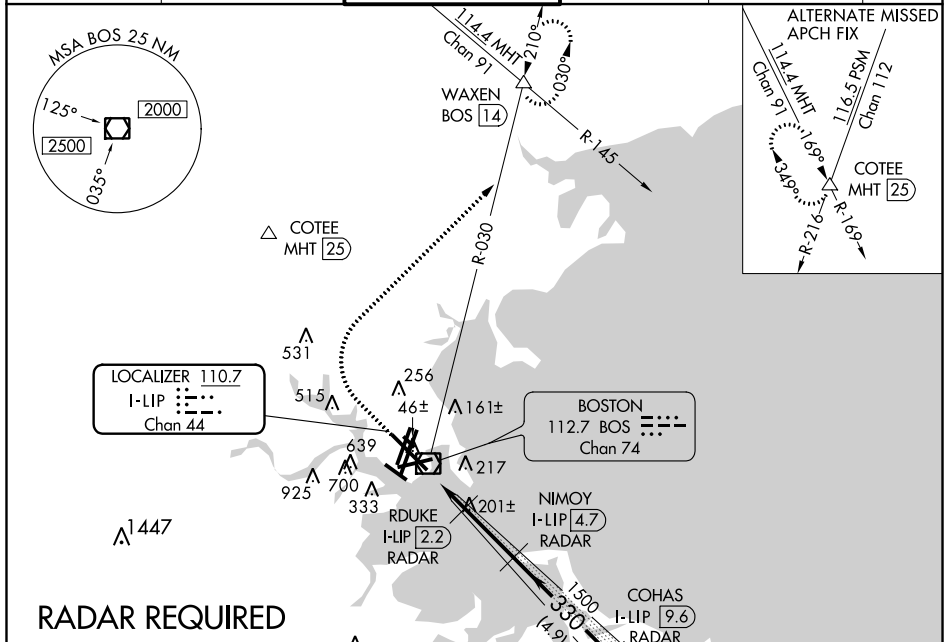 MSA BOS 25 NM
125°
2000
2500
035°
114.4 MHT
Chan 91
210°
030°
WAXEN
BOS 14
R-145
R-030
ALTERNATE MISSED
APCH FIX
114.4 MHT
Chan 91
116.5 PSM
Chan 112
169°
349°
COTEE
MHT 25
R-216
R-169
COTEE
MHT 25
531
515
256
46±
161±
LOCALIZER 110.7
I-LIP
Chan 44
BOSTON
112.7 BOS
Chan 74
639
700
925
333
217
201±
1447
RDUKE
I-LIP 2.2
RADAR
NIMOY
I-LIP 4.7
RADAR
1500
330
(4.9)
COHAS
I-LIP 9.6
RADAR
RADAR REQUIRED